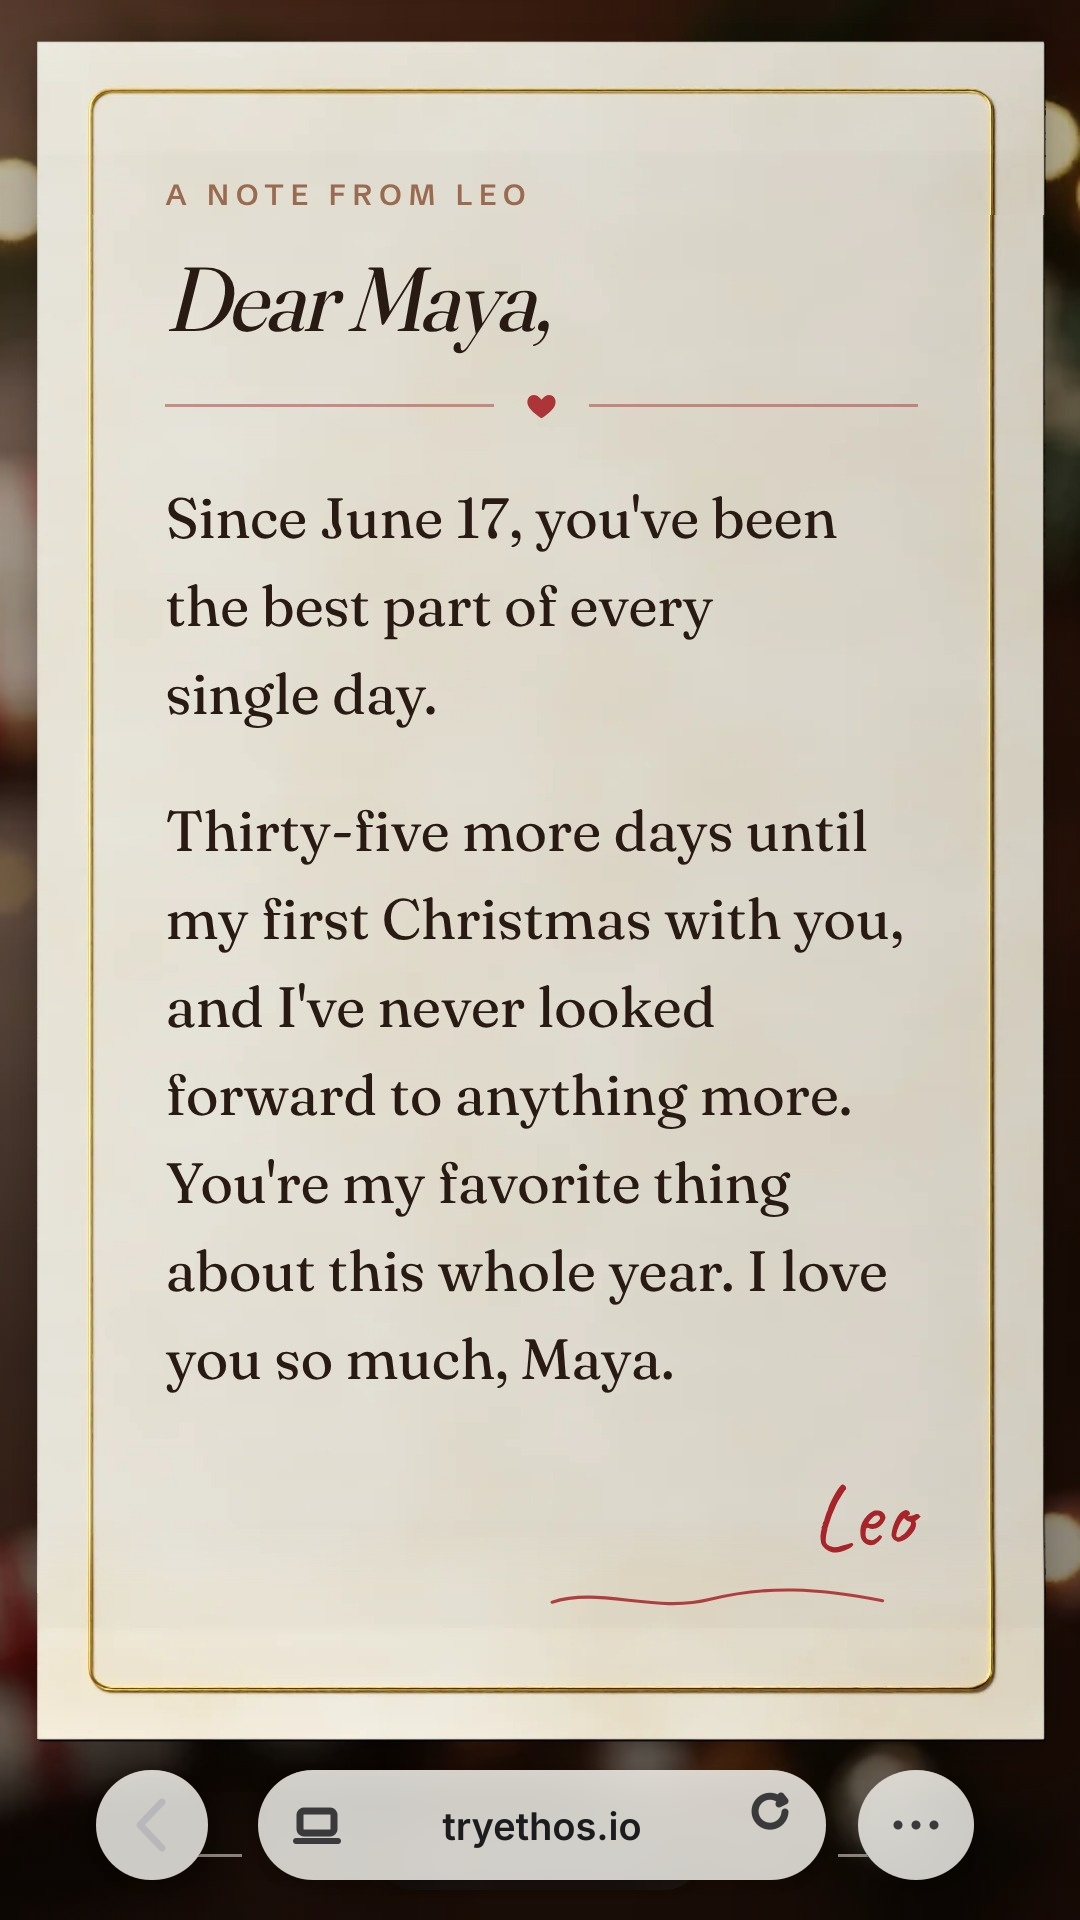 A NOTE FROM LEO
Dear Maya,
Since June 17, you've been
the best part of every
single day.
Thirty-five more days until
my first Christmas with you,
and I've never looked
forward to anything more.
You're my favorite thing
about this whole year. I love
you so much, Maya.
Leo
tryethos.io